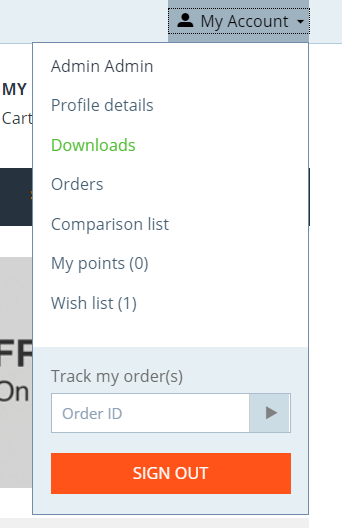 My Account
Admin Admin
MY
Profile details
Cart
Downloads
Orders
Comparison list
My points (0)
Wish list (1)
On
Track my order(s)
Order ID
SIGN OUT